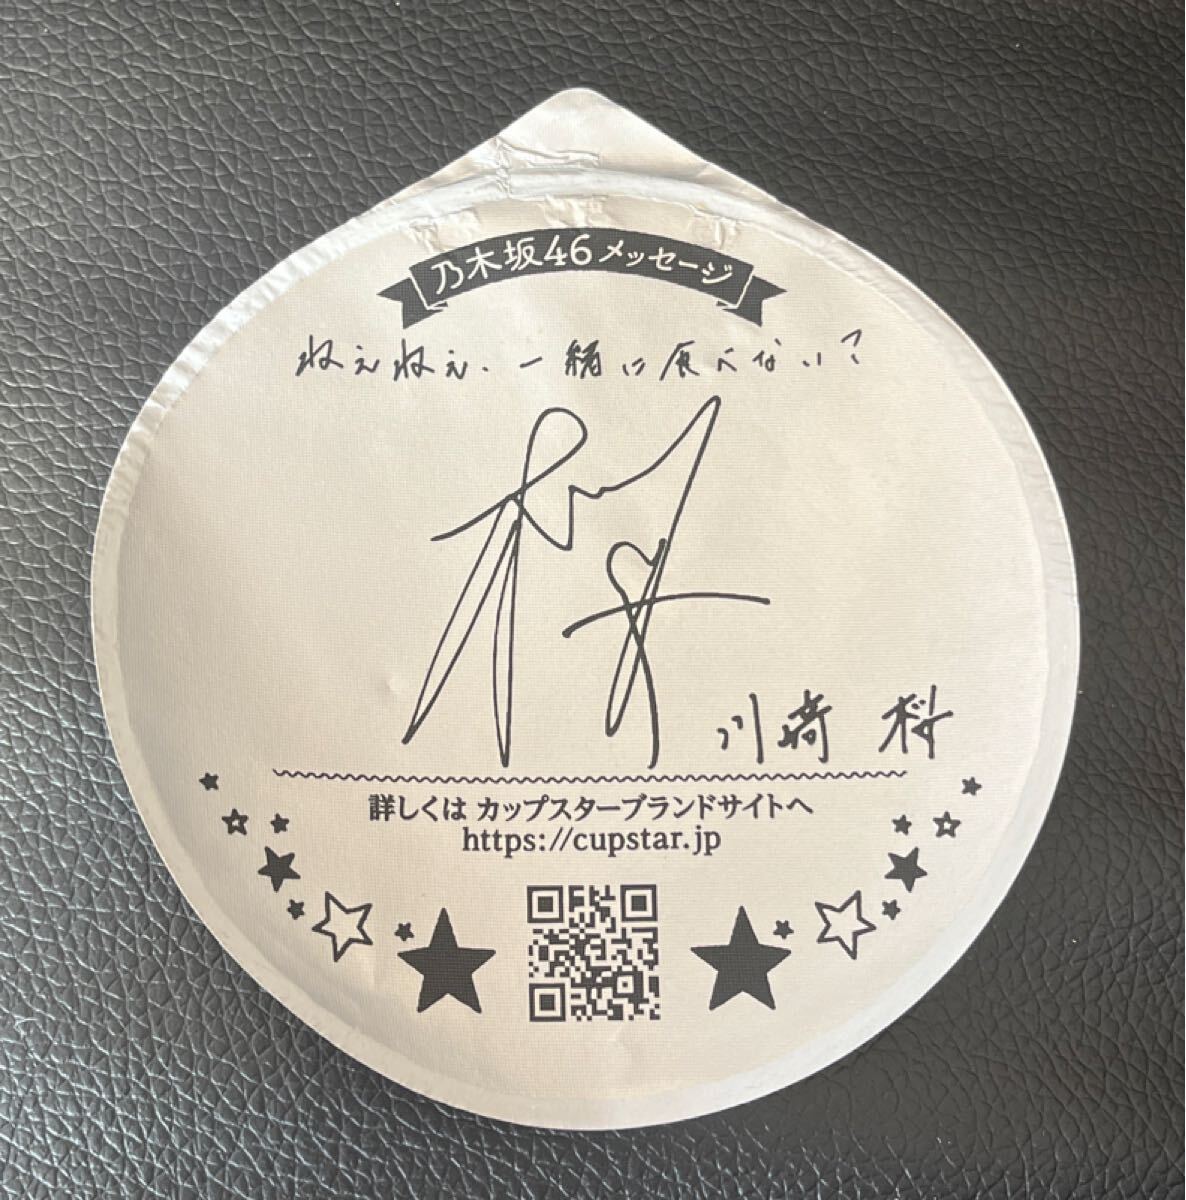 乃木坂46メッセージ
ねぇねぇ、一緒に食べない？
桜
川﨑 桜
詳しくは カップスターブランドサイトへ
https://cupstar.jp